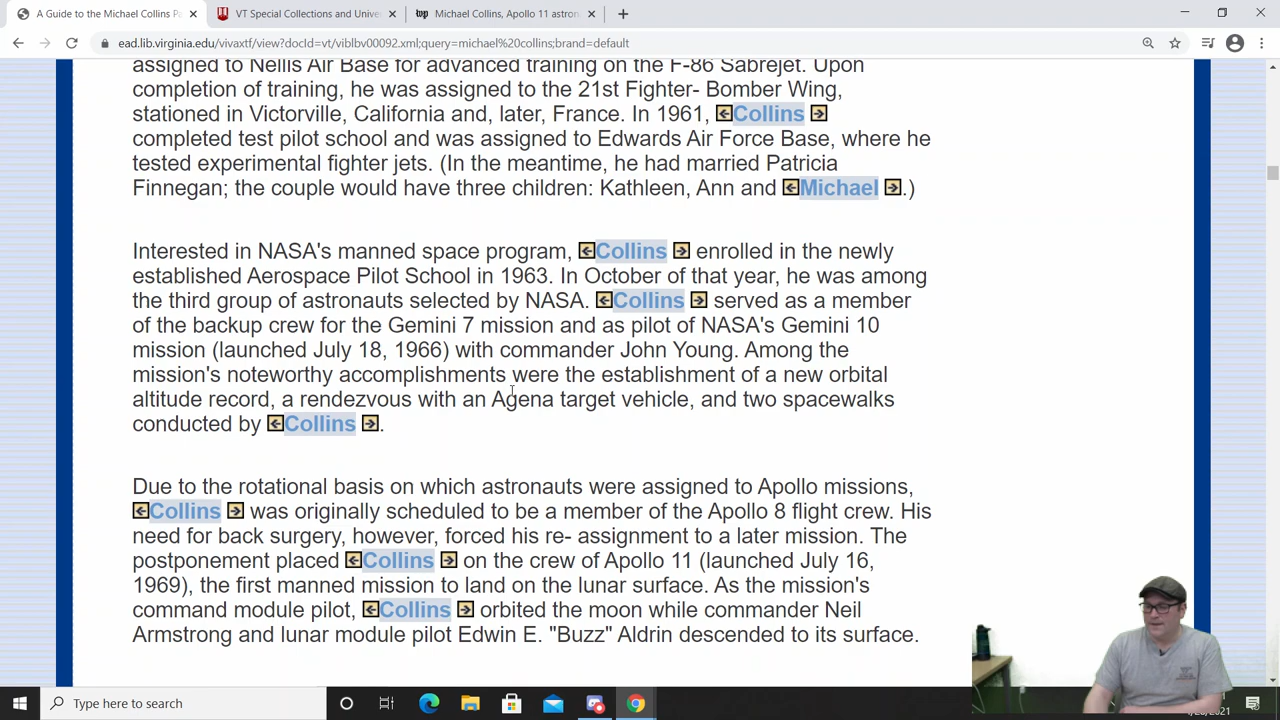 A Guide to the Michael Collins P
VT Special Collections and Unive
wp Michael Collins, Apollo 11 astron
ead.lib.virginia.edu/vivaxtf/view?docId=vt/viblbv00092.xml;query=michael%20collins;brand=default
assigned to Nellis Air Base for advanced training on the F-86 Sabrejet. Upon
completion of training, he was assigned to the 21st Fighter- Bomber Wing,
stationed in Victorville, California and, later, France. In 1961, Collins
completed test pilot school and was assigned to Edwards Air Force Base, where he
tested experimental fighter jets. (In the meantime, he had married Patricia
Finnegan; the couple would have three children: Kathleen, Ann and Michael .)
Interested in NASA's manned space program, Collins enrolled in the newly
established Aerospace Pilot School in 1963. In October of that year, he was among
the third group of astronauts selected by NASA. Collins served as a member
of the backup crew for the Gemini 7 mission and as pilot of NASA's Gemini 10
mission (launched July 18, 1966) with commander John Young. Among the
mission's noteworthy accomplishments were the establishment of a new orbital
altitude record, a rendezvous with an Agena target vehicle, and two spacewalks
conducted by Collins .
Due to the rotational basis on which astronauts were assigned to Apollo missions,
Collins was originally scheduled to be a member of the Apollo 8 flight crew. His
need for back surgery, however, forced his re- assignment to a later mission. The
postponement placed Collins on the crew of Apollo 11 (launched July 16,
1969), the first manned mission to land on the lunar surface. As the mission's
command module pilot, Collins orbited the moon while commander Neil
Armstrong and lunar module pilot Edwin E. "Buzz" Aldrin descended to its surface.
Type here to search